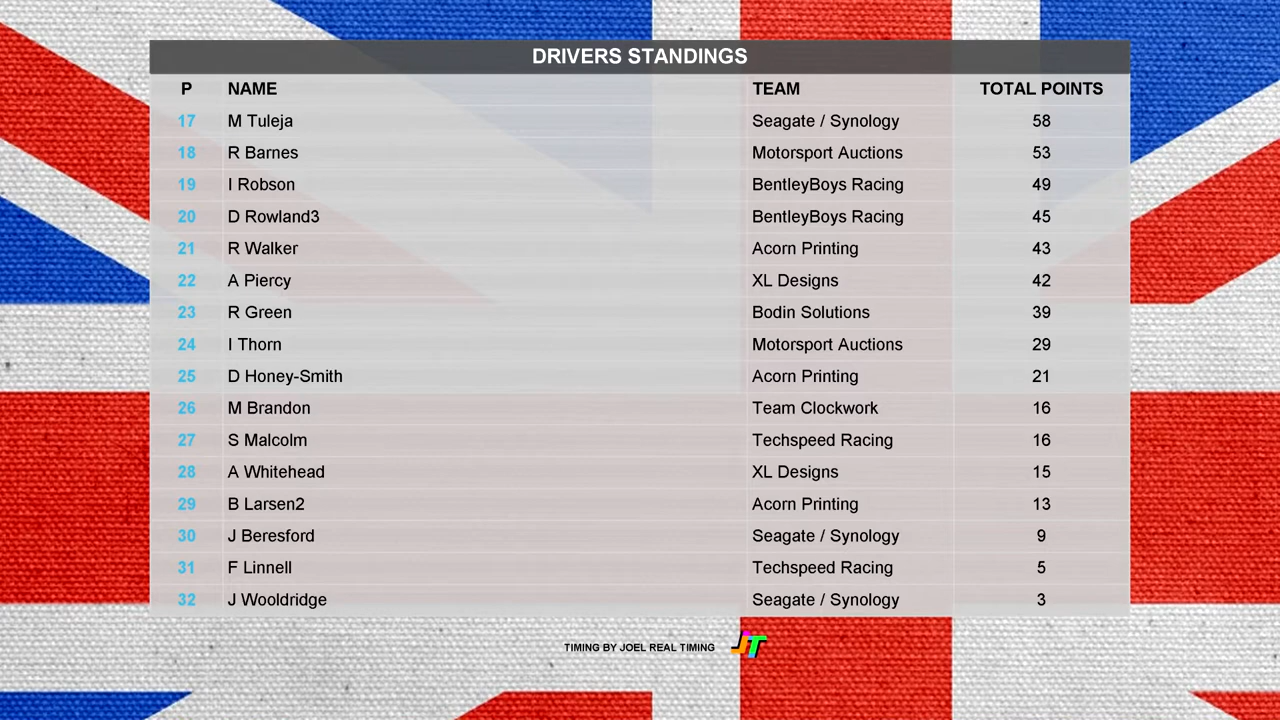 DRIVERS STANDINGS
P NAME TEAM TOTAL POINTS
17 M Tuleja Seagate / Synology 58
18 R Barnes Motorsport Auctions 53
19 I Robson BentleyBoys Racing 49
20 D Rowland3 BentleyBoys Racing 45
21 R Walker Acorn Printing 43
22 A Piercy XL Designs 42
23 R Green Bodin Solutions 39
24 I Thorn Motorsport Auctions 29
25 D Honey-Smith Acorn Printing 21
26 M Brandon Team Clockwork 16
27 S Malcolm Techspeed Racing 16
28 A Whitehead XL Designs 15
29 B Larsen2 Acorn Printing 13
30 J Beresford Seagate / Synology 9
31 F Linnell Techspeed Racing 5
32 J Wooldridge Seagate / Synology 3
TIMING BY JOEL REAL TIMING JT